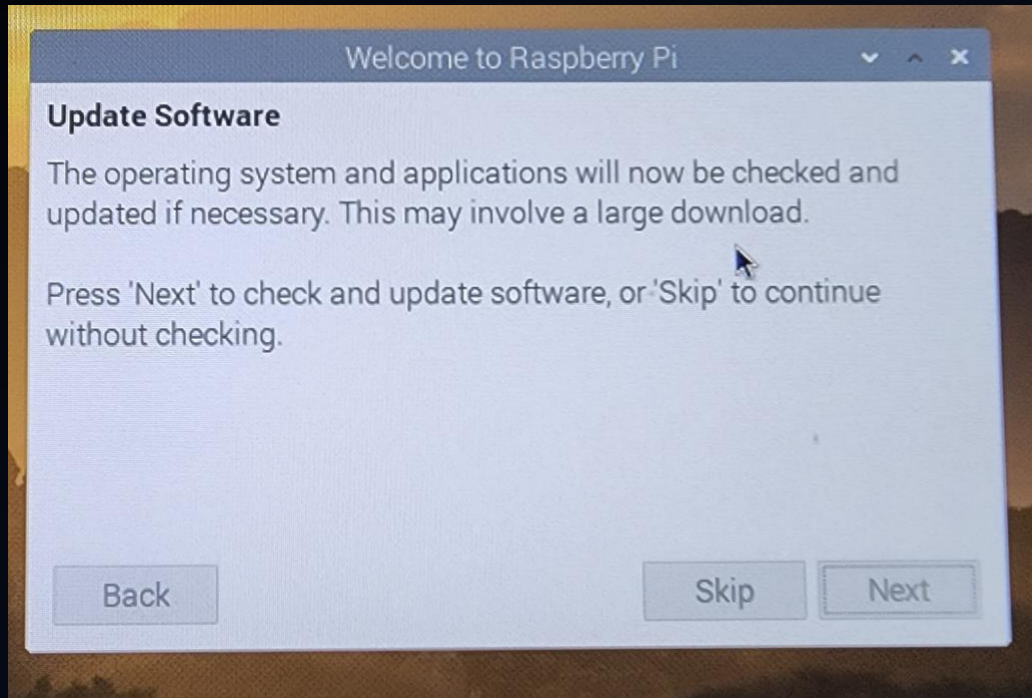 Welcome to Raspberry Pi
Update Software
The operating system and applications will now be checked and
updated if necessary. This may involve a large download.
Press 'Next' to check and update software, or 'Skip' to continue
without checking.
Back
Skip
Next